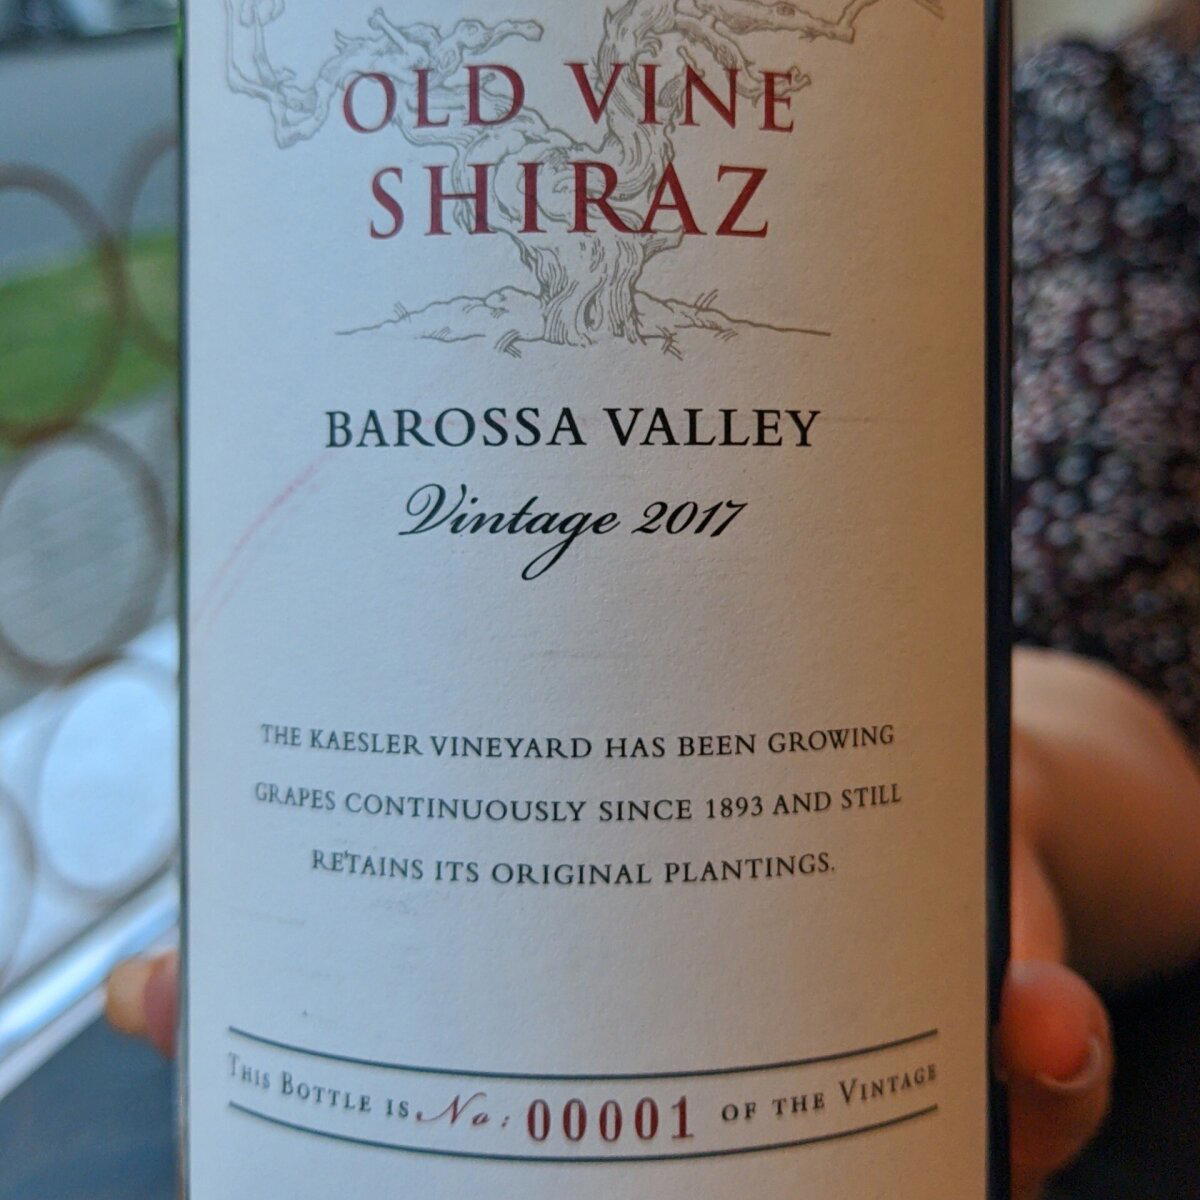 OLD VINE
SHIRAZ
BAROSSA VALLEY
Vintage 2017
THE KAESLER VINEYARD HAS BEEN GROWING
GRAPES CONTINUOUSLY SINCE 1893 AND STILL
RETAINS ITS ORIGINAL PLANTINGS.
THIS BOTTLE IS No: 00001 OF THE VINTAGE